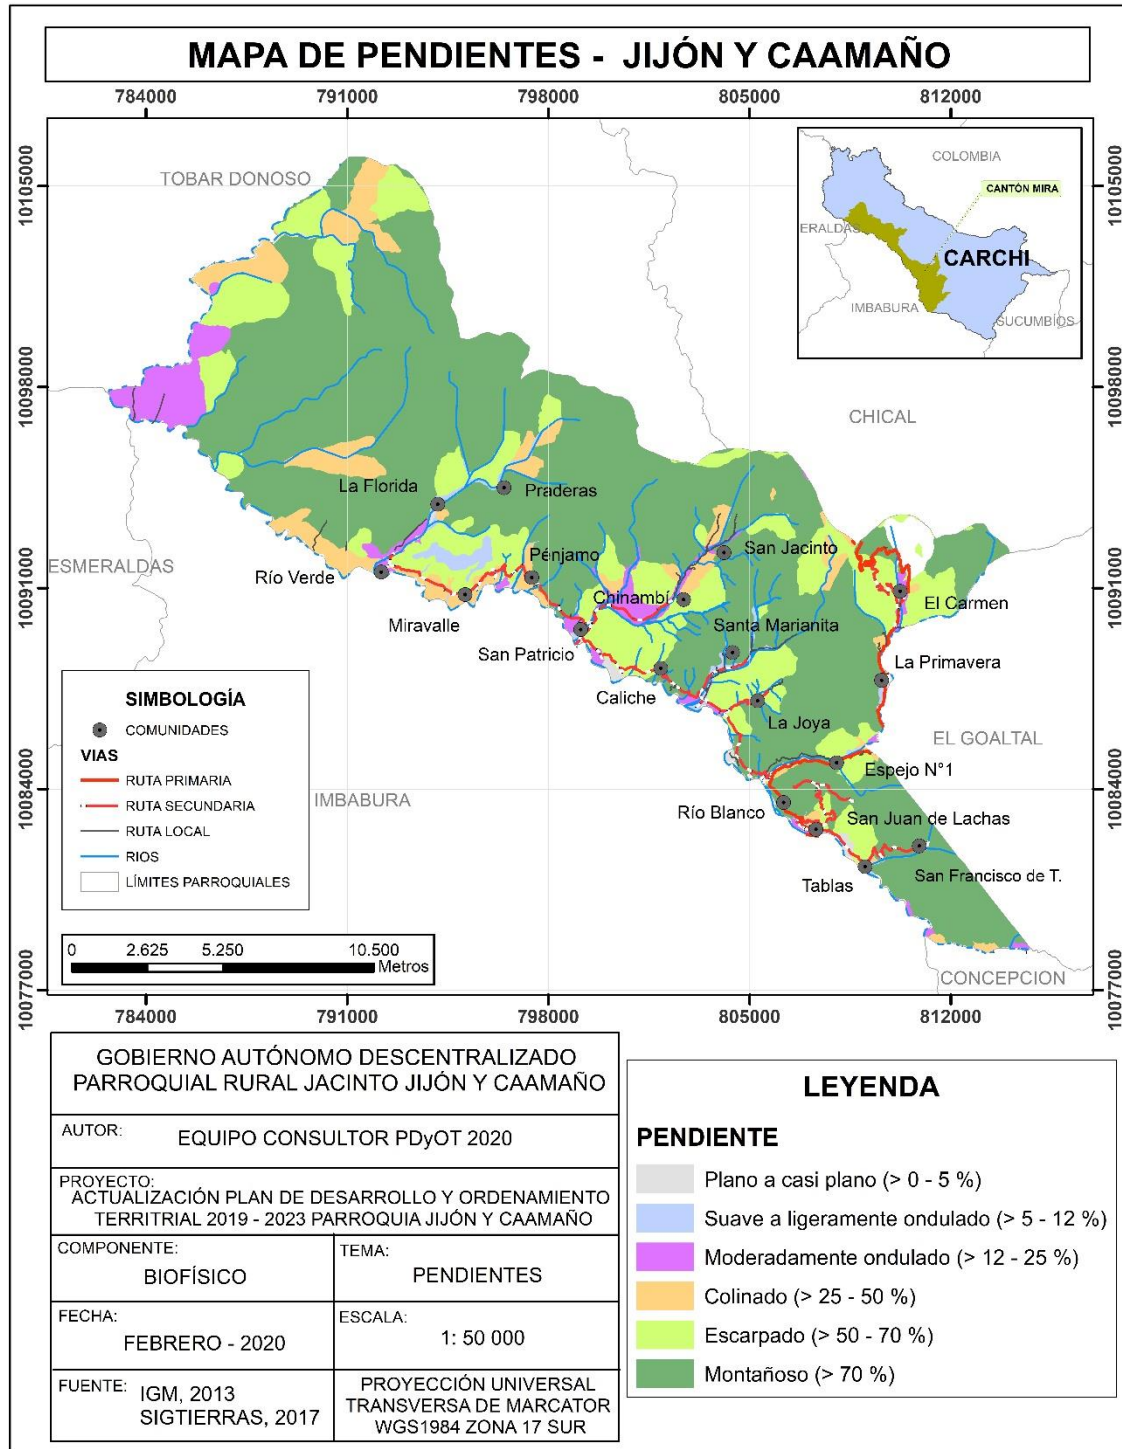 MAPA DE PENDIENTES - JIJÓN Y CAAMAÑO
784000 791000 798000 805000 812000
10105000 10105000
10098000 10098000
10091000 10091000
10084000 10084000
10077000 10077000
TOBAR DONOSO
COLOMBIA
CANTÓN MIRA
ERALDAS
CARCHI
IMBABURA
SUCUMBÍOS
CHICAL
La Florida
Praderas
ESMERALDAS
Río Verde
Pénjamo
San Jacinto
Chinambí
El Carmen
Miravalle
Santa Marianita
San Patricio
La Primavera
Caliche
La Joya
EL GOALTAL
Espejo N°1
IMBABURA
Río Blanco
San Juan de Lachas
Tablas
San Francisco de T.
CONCEPCION
SIMBOLOGÍA
COMUNIDADES
VIAS
RUTA PRIMARIA
RUTA SECUNDARIA
RUTA LOCAL
RIOS
LÍMITES PARROQUIALES
0 2.625 5.250 10.500
Metros
784000 791000 798000 805000 812000
GOBIERNO AUTÓNOMO DESCENTRALIZADO
PARROQUIAL RURAL JACINTO JIJÓN Y CAAMAÑO
AUTOR: EQUIPO CONSULTOR PDyOT 2020
PROYECTO:
ACTUALIZACIÓN PLAN DE DESARROLLO Y ORDENAMIENTO
TERRITRIAL 2019 - 2023 PARROQUIA JIJÓN Y CAAMAÑO
COMPONENTE:
BIOFÍSICO
TEMA:
PENDIENTES
FECHA:
FEBRERO - 2020
ESCALA:
1: 50 000
FUENTE: IGM, 2013
SIGTIERRAS, 2017
PROYECCIÓN UNIVERSAL
TRANSVERSA DE MARCATOR
WGS1984 ZONA 17 SUR
LEYENDA
PENDIENTE
Plano a casi plano (> 0 - 5 %)
Suave a ligeramente ondulado (> 5 - 12 %)
Moderadamente ondulado (> 12 - 25 %)
Colinado (> 25 - 50 %)
Escarpado (> 50 - 70 %)
Montañoso (> 70 %)